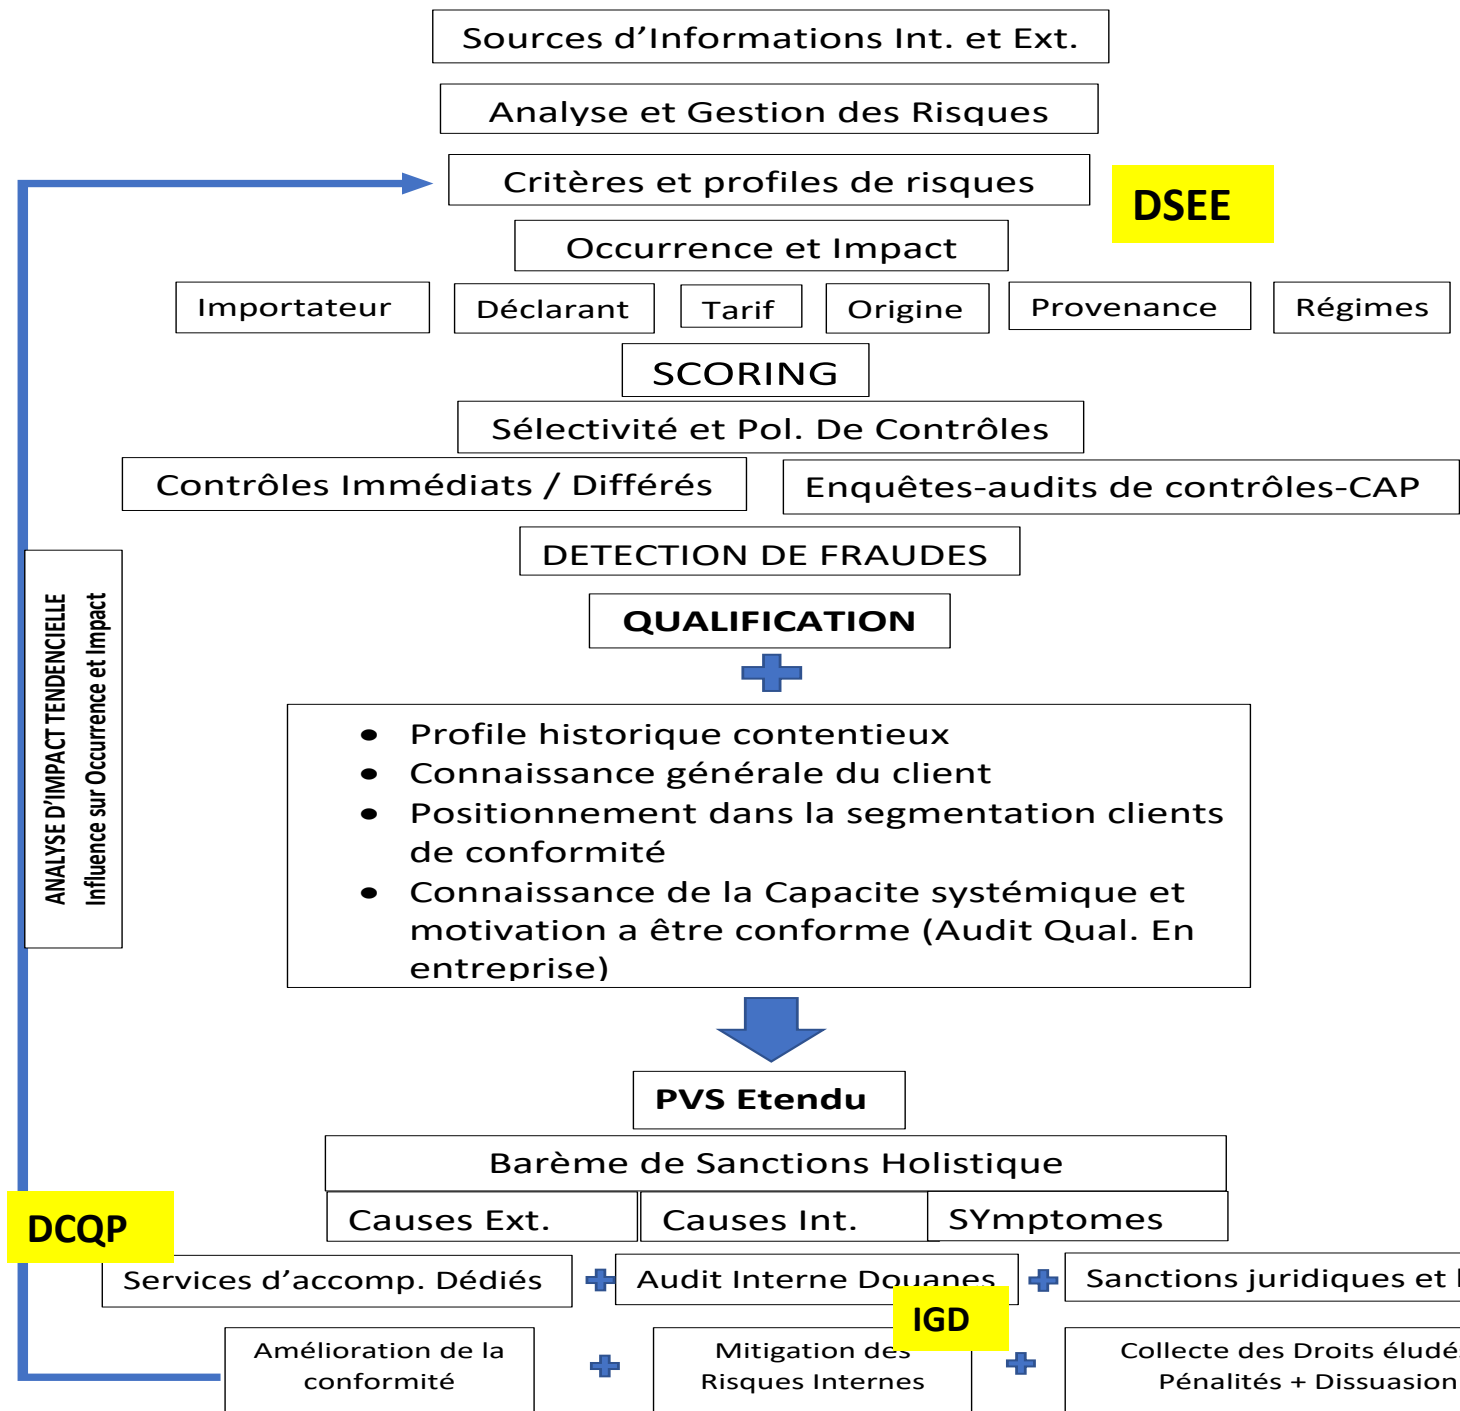 Sources d’Informations Int. et Ext.
Analyse et Gestion des Risques
Critères et profiles de risques
DSEE
Occurrence et Impact
Importateur
Déclarant
Tarif
Origine
Provenance
Régimes
SCORING
Sélectivité et Pol. De Contrôles
Contrôles Immédiats / Différés
Enquêtes-audits de contrôles-CAP
DETECTION DE FRAUDES
QUALIFICATION
ANALYSE D’IMPACT TENDENCIELLE
Influence sur Occurrence et Impact
• Profile historique contentieux
• Connaissance générale du client
• Positionnement dans la segmentation clients
de conformité
• Connaissance de la Capacite systémique et
motivation a être conforme (Audit Qual. En
entreprise)
PVS Etendu
Barème de Sanctions Holistique
DCQP
Causes Ext.
Causes Int.
SYmptomes
Services d’accomp. Dédiés
Audit Interne Douanes
Sanctions juridiques et
IGD
Amélioration de la
conformité
Mitigation des
Risques Internes
Collecte des Droits éludés
Pénalités + Dissuasion